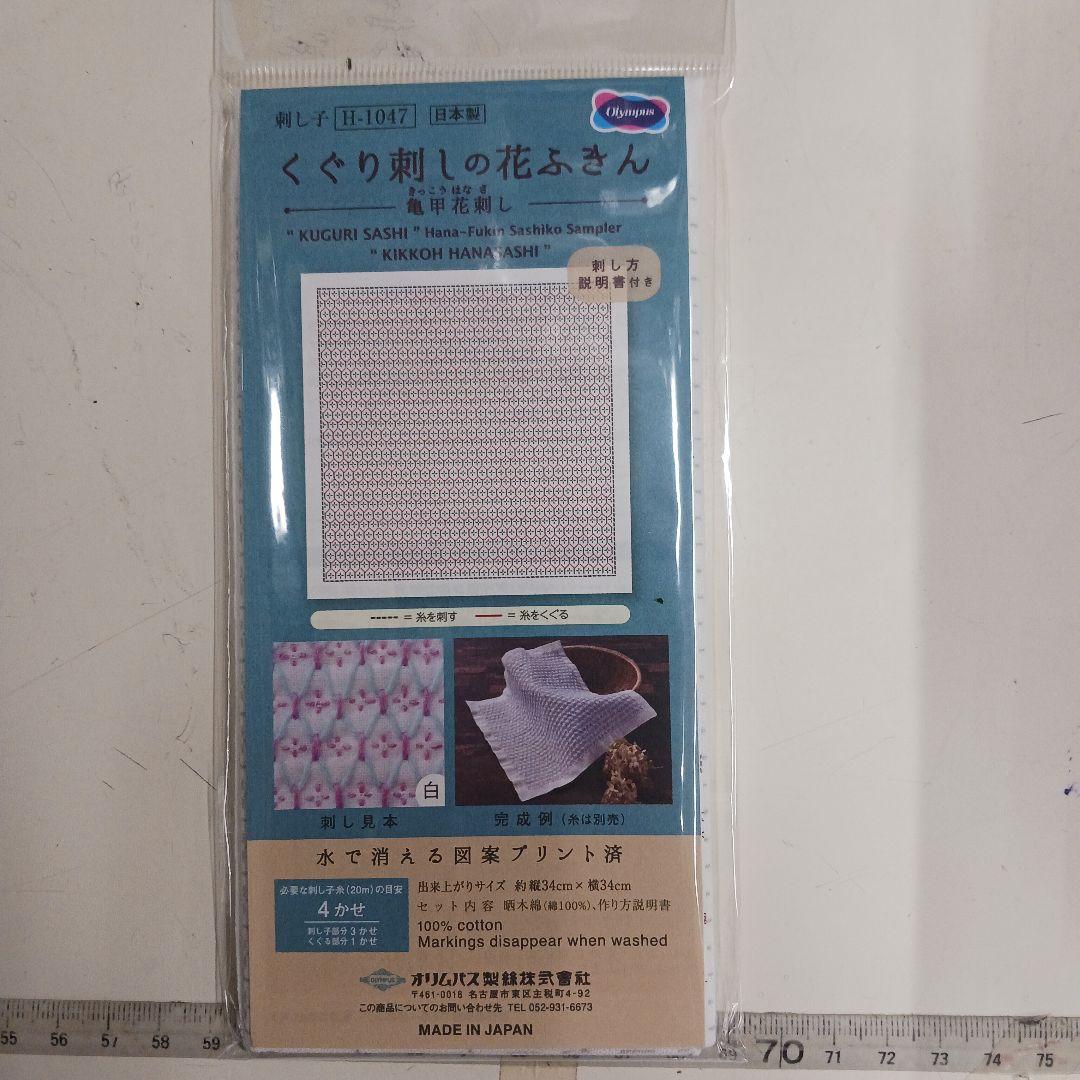 刺し子 H-1047 日本製
Olympus
くぐり刺しの花ふきん
きっこうはなざ
亀甲花刺し
" KUGURI SASHI " Hana-Fukin Sashiko Sampler
" KIKKOH HANASASHI "
刺し方
説明書付き
----- = 糸を刺す —— = 糸をくぐる
白
刺し見本
完成例(糸は別売)
水で消える図案プリント済
必要な刺し子糸(20m)の目安
4かせ
刺し子部分3かせ
くぐる部分1かせ
出来上がりサイズ 約縦34cm×横34cm
セット内容 晒木綿(綿100%)、作り方説明書
100% cotton
Markings disappear when washed
OLYMPUS オリムパス製絲株式會社
〒461-0018 名古屋市東区主税町4-92
この商品についてのお問い合わせ先 TEL 052-931-6673
MADE IN JAPAN
55 56 57 58 59 69 70 71 72 73 74 75